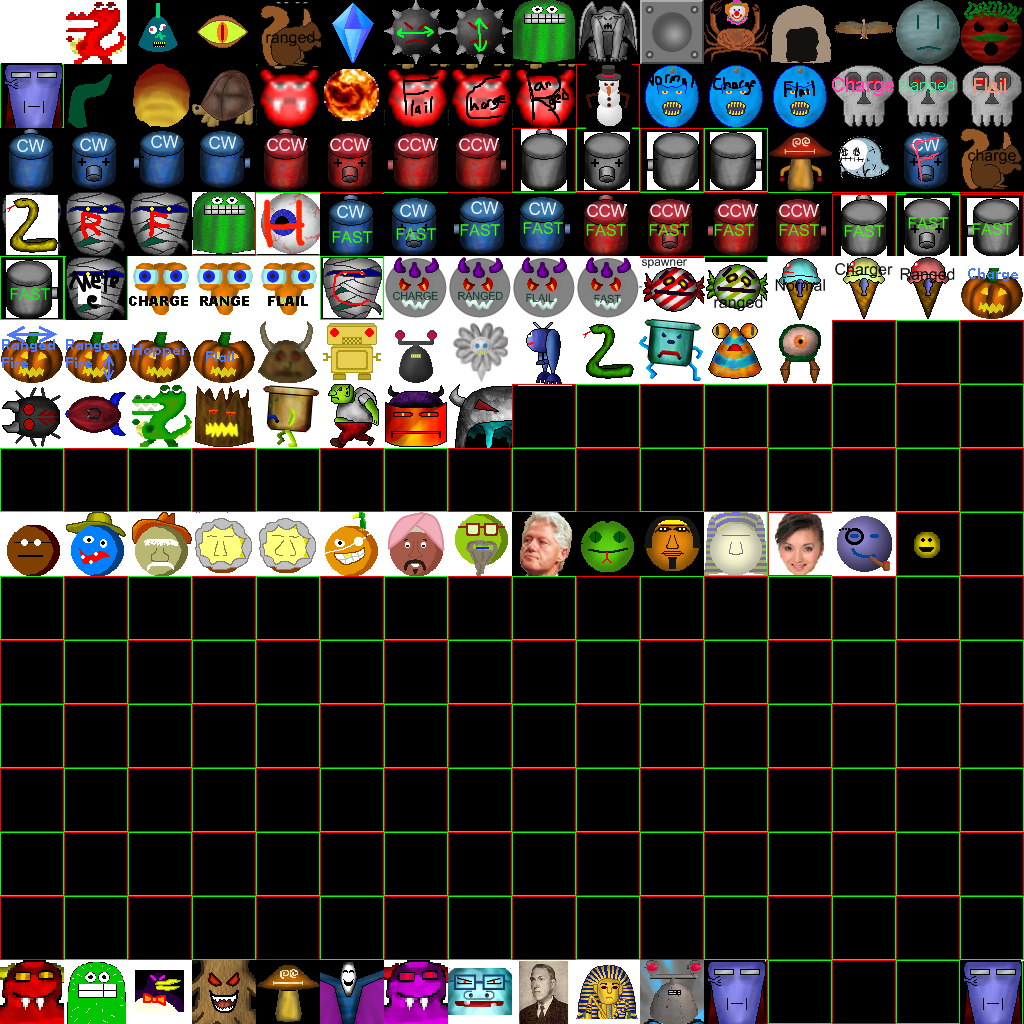 ranged
Flail
Charge
Ranged
Normal
Charge
Flail
Charge
Ranged
Flail
CW
CW
CW
CW
CCW
CCW
CCW
CCW
CW
C
charge
R
F
H
CW
FAST
CW
FAST
CW
FAST
CW
FAST
CCW
FAST
CCW
FAST
CCW
FAST
CCW
FAST
FAST
FAST
FAST
FAST
CHARGE
RANGE
FLAIL
C
CHARGE
RANGED
FLAIL
FAST
spawner
ranged
Normal
Charger
Ranged
Charge
Ranged
Fire
Ranged
Fire
Hopper
Flail